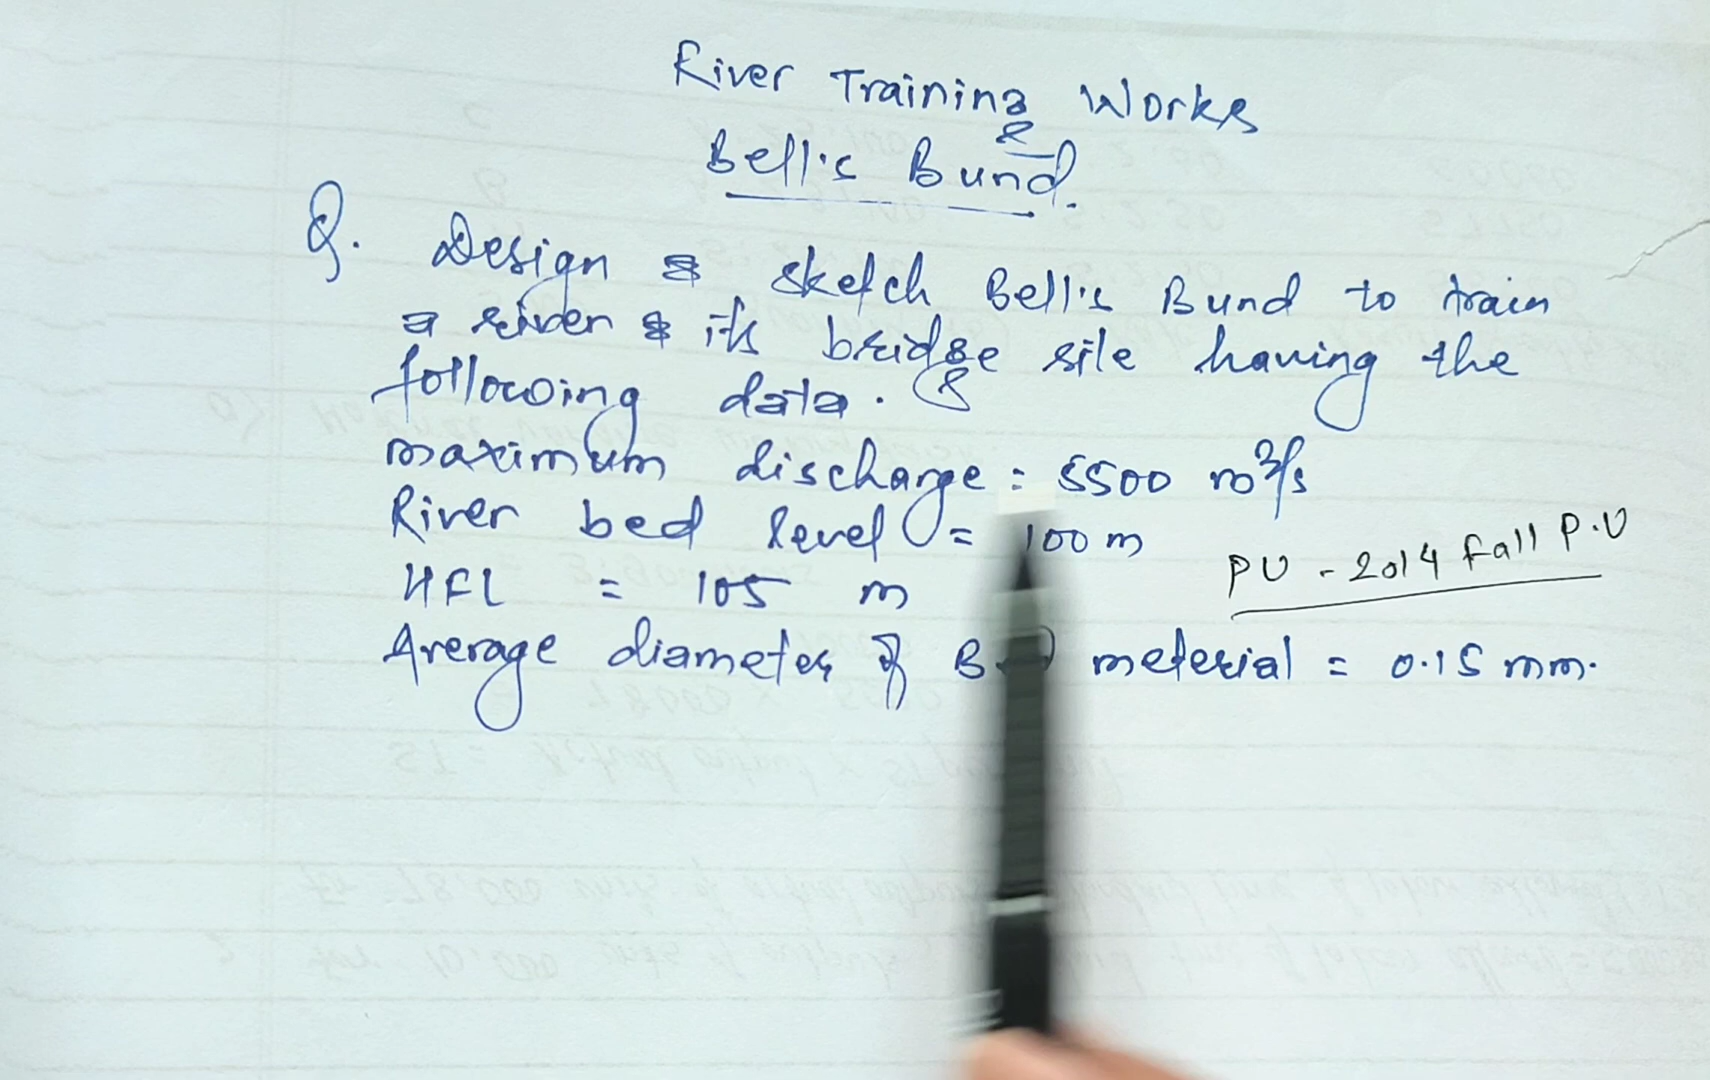 River Training Works
&
Bell's Bund.
Q. Design & sketch Bell's Bund to train
a river & its bridge site having the
following data. &
maximum discharge = 5500 m³/s
River bed level = 100 m
HFL = 105 m
PU - 2014 Fall P.U
Average diameter of meterial = 0.15 mm.